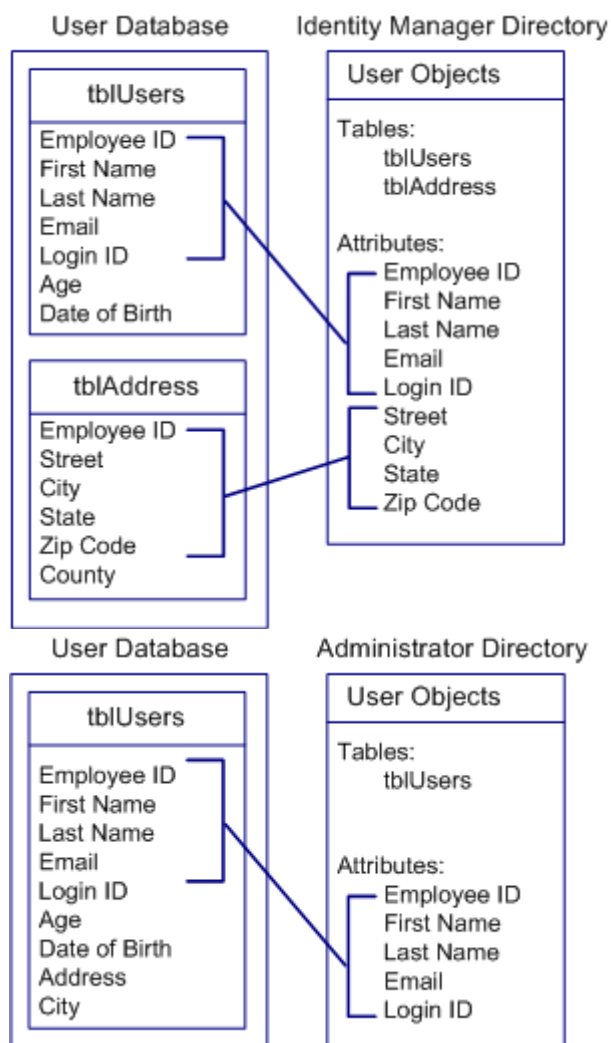 User Database
tblUsers
Employee ID
First Name
Last Name
Email
Login ID
Age
Date of Birth
tblAddress
Employee ID
Street
City
State
Zip Code
County
Identity Manager Directory
User Objects
Tables:
tblUsers
tblAddress
Attributes:
Employee ID
First Name
Last Name
Email
Login ID
Street
City
State
Zip Code
User Database
tblUsers
Employee ID
First Name
Last Name
Email
Login ID
Age
Date of Birth
Address
City
Administrator Directory
User Objects
Tables:
tblUsers
Attributes:
Employee ID
First Name
Last Name
Email
Login ID